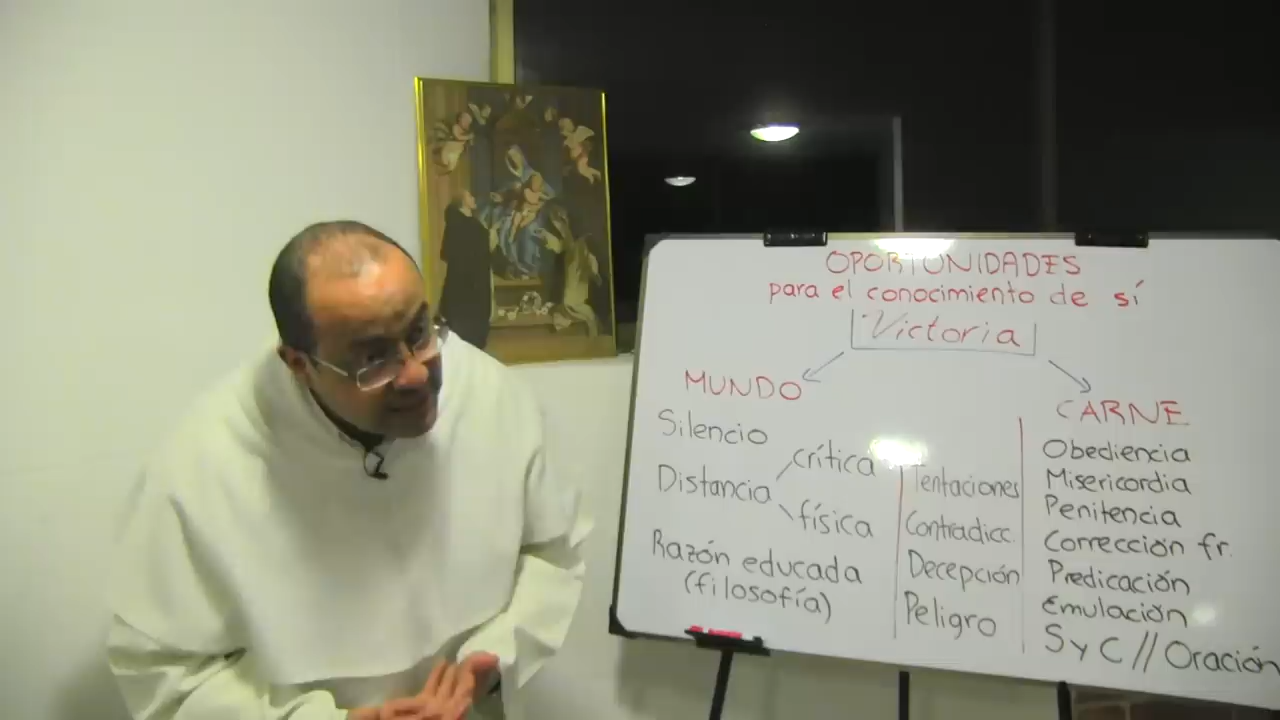 OPORTUNIDADES
para el conocimiento de sí
Victoria
MUNDO
Silencio
Distancia
crítica
física
Razón educada
(filosofía)
Tentaciones
Contradicc.
Decepción
Peligro
CARNE
Obediencia
Misericordia
Penitencia
Corrección fr.
Predicación
Emulación
S y C // Oración